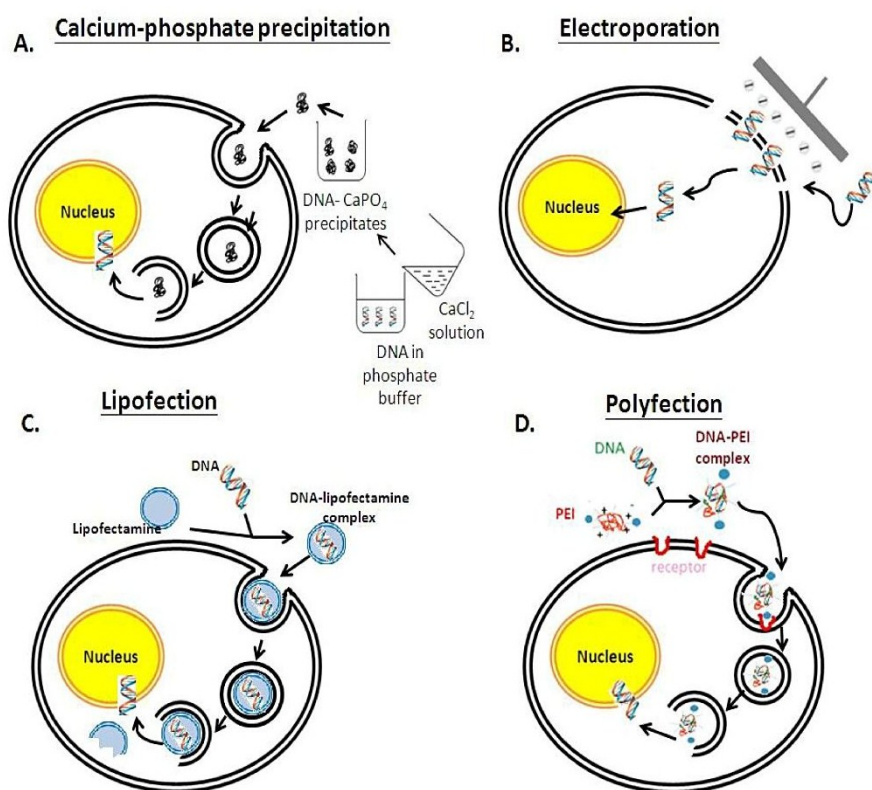 A.
Calcium-phosphate precipitation
Nucleus
DNA- CaPO₄
precipitates
CaCl₂
solution
DNA in
phosphate
buffer
B.
Electroporation
Nucleus
C.
Lipofection
DNA
Lipofectamine
DNA-lipofectamine
complex
Nucleus
D.
Polyfection
DNA
DNA-PEI
complex
PEI
receptor
Nucleus